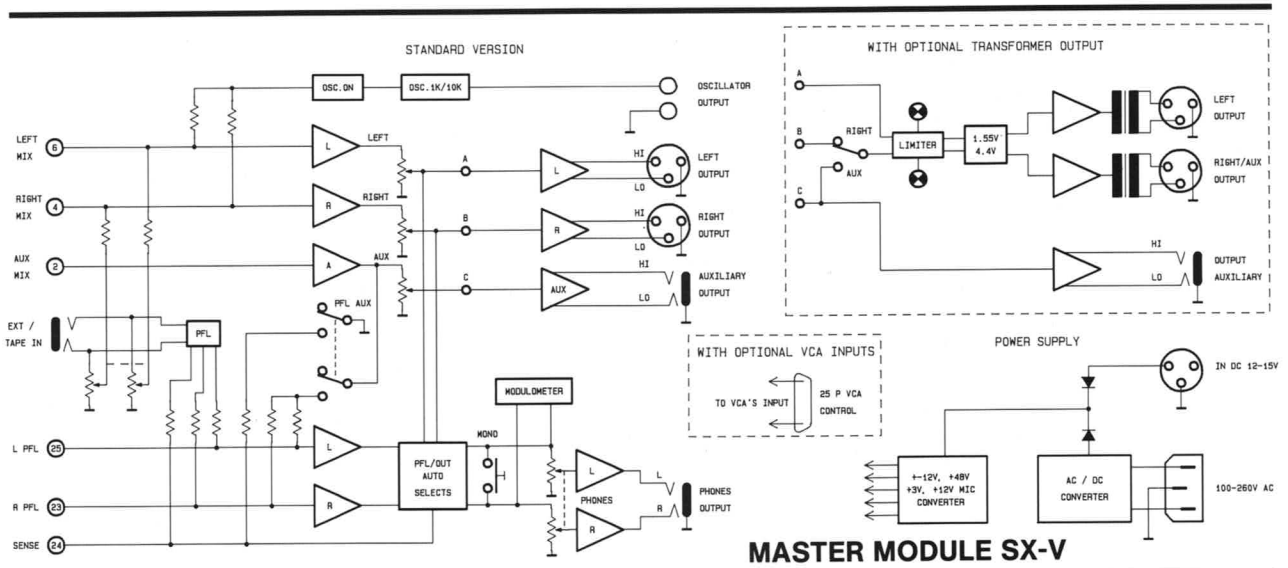 STANDARD VERSION
OSC.ON
OSC.1K/10K
OSCILLATOR
OUTPUT
LEFT
MIX
6
L
LEFT
A
L
HI
LO
LEFT
OUTPUT
RIGHT
MIX
4
R
RIGHT
B
R
HI
LO
RIGHT
OUTPUT
AUX
MIX
2
A
AUX
C
AUX
HI
LO
AUXILIARY
OUTPUT
EXT /
TAPE IN
PFL
PFL AUX
L PFL
25
L
R PFL
23
R
SENSE
24
PFL/OUT
AUTO
SELECTS
MONO
MODULOMETER
L
PHONES
R
L
R
PHONES
OUTPUT
WITH OPTIONAL TRANSFORMER OUTPUT
A
B
RIGHT
AUX
C
LIMITER
1.55V
4.4V
LEFT
OUTPUT
RIGHT/AUX
OUTPUT
HI
LO
OUTPUT
AUXILIARY
WITH OPTIONAL VCA INPUTS
TO VCA'S INPUT
25 P VCA
CONTROL
POWER SUPPLY
IN DC 12-15V
+-12V, +48V
+3V, +12V MIC
CONVERTER
AC / DC
CONVERTER
100-260V AC
MASTER MODULE SX-V